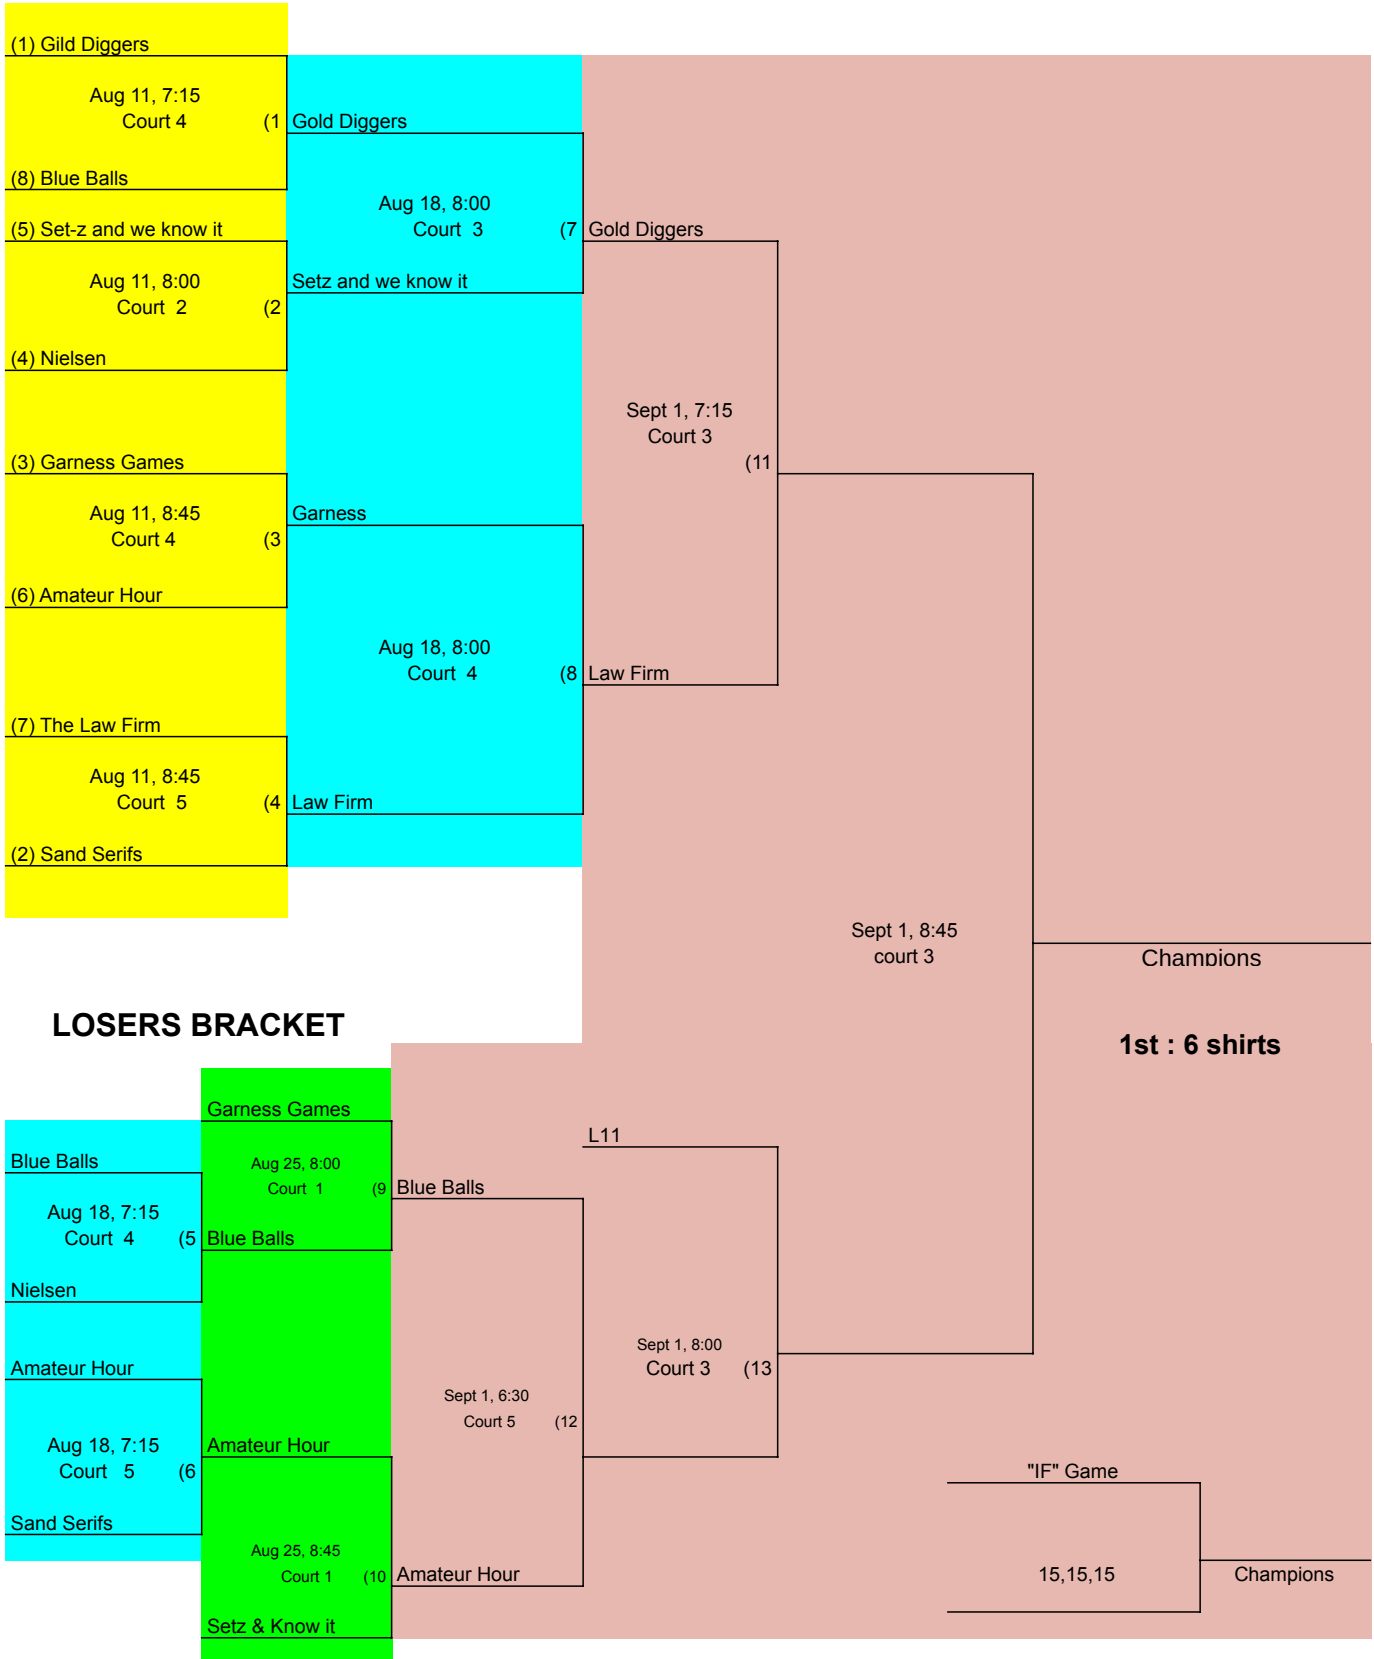 (1) Gild Diggers
Aug 11, 7:15
Court 4 (1
Gold Diggers
(8) Blue Balls
Aug 18, 8:00
Court 3 (7
Gold Diggers
(5) Set-z and we know it
Aug 11, 8:00
Court 2 (2
Setz and we know it
(4) Nielsen
Sept 1, 7:15
Court 3
(11
(3) Garness Games
Aug 11, 8:45
Court 4 (3
Garness
(6) Amateur Hour
Aug 18, 8:00
Court 4 (8
Law Firm
(7) The Law Firm
Aug 11, 8:45
Court 5 (4
Law Firm
(2) Sand Serifs
Sept 1, 8:45
court 3
Champions
LOSERS BRACKET
1st : 6 shirts
Garness Games
L11
Blue Balls
Aug 25, 8:00
Court 1 (9
Blue Balls
Aug 18, 7:15
Court 4 (5
Blue Balls
Nielsen
Sept 1, 8:00
Court 3 (13
Amateur Hour
Sept 1, 6:30
Court 5 (12
Aug 18, 7:15
Court 5 (6
Amateur Hour
"IF" Game
Sand Serifs
Aug 25, 8:45
Court 1 (10
Amateur Hour
15,15,15
Champions
Setz & Know it